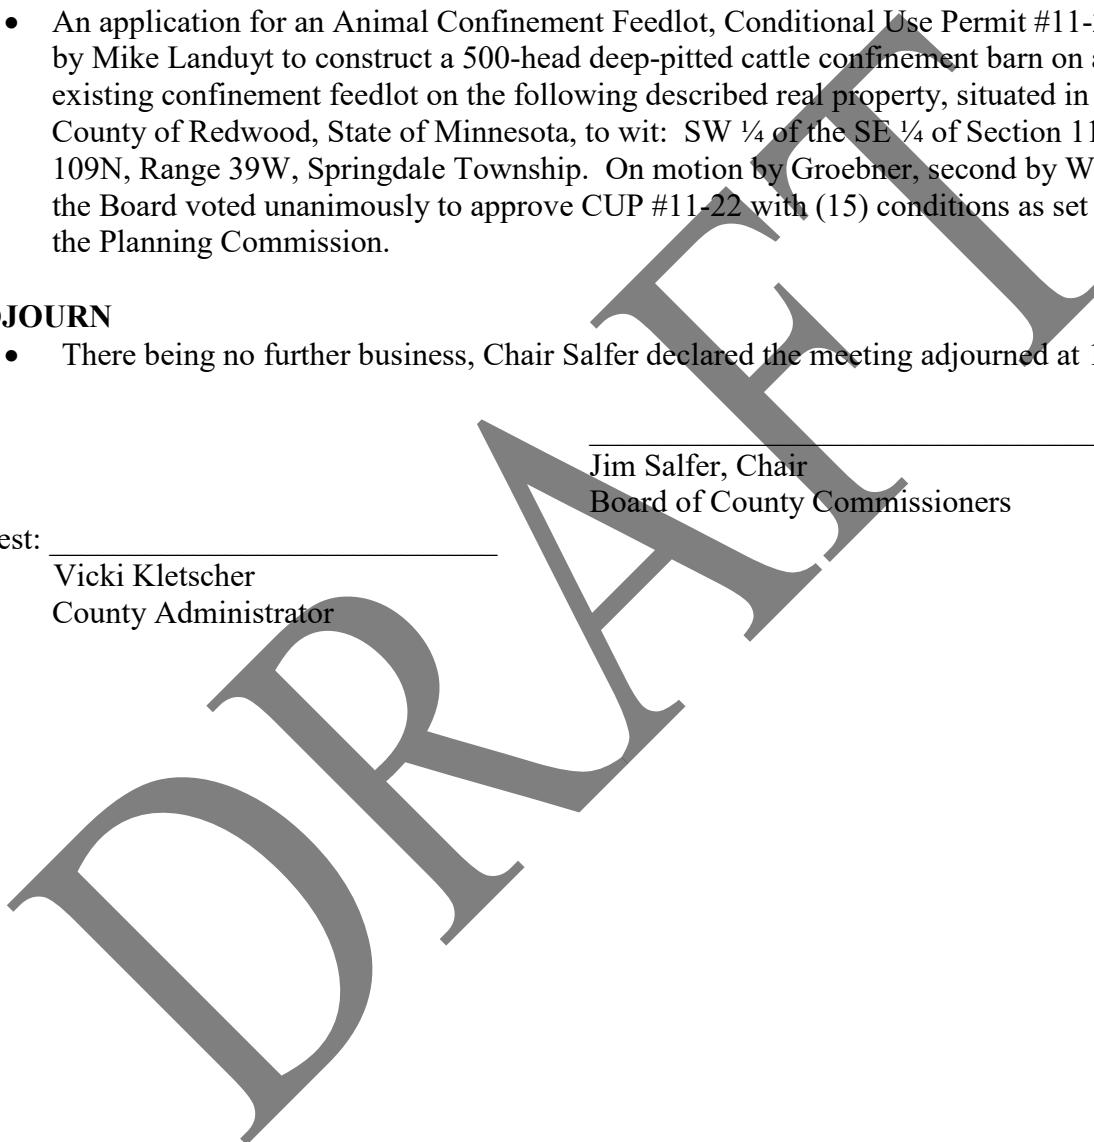 • An application for an Animal Confinement Feedlot, Conditional Use Permit #11-
by Mike Landuyt to construct a 500-head deep-pitted cattle confinement barn on a
existing confinement feedlot on the following described real property, situated in
County of Redwood, State of Minnesota, to wit:  SW ¼ of the SE ¼ of Section 11
109N, Range 39W, Springdale Township.  On motion by Groebner, second by W
the Board voted unanimously to approve CUP #11-22 with (15) conditions as set
the Planning Commission.
JOURN
• There being no further business, Chair Salfer declared the meeting adjourned at 1
Jim Salfer, Chair
Board of County Commissioners
est: ____________________________
Vicki Kletscher
County Administrator
DRAFT